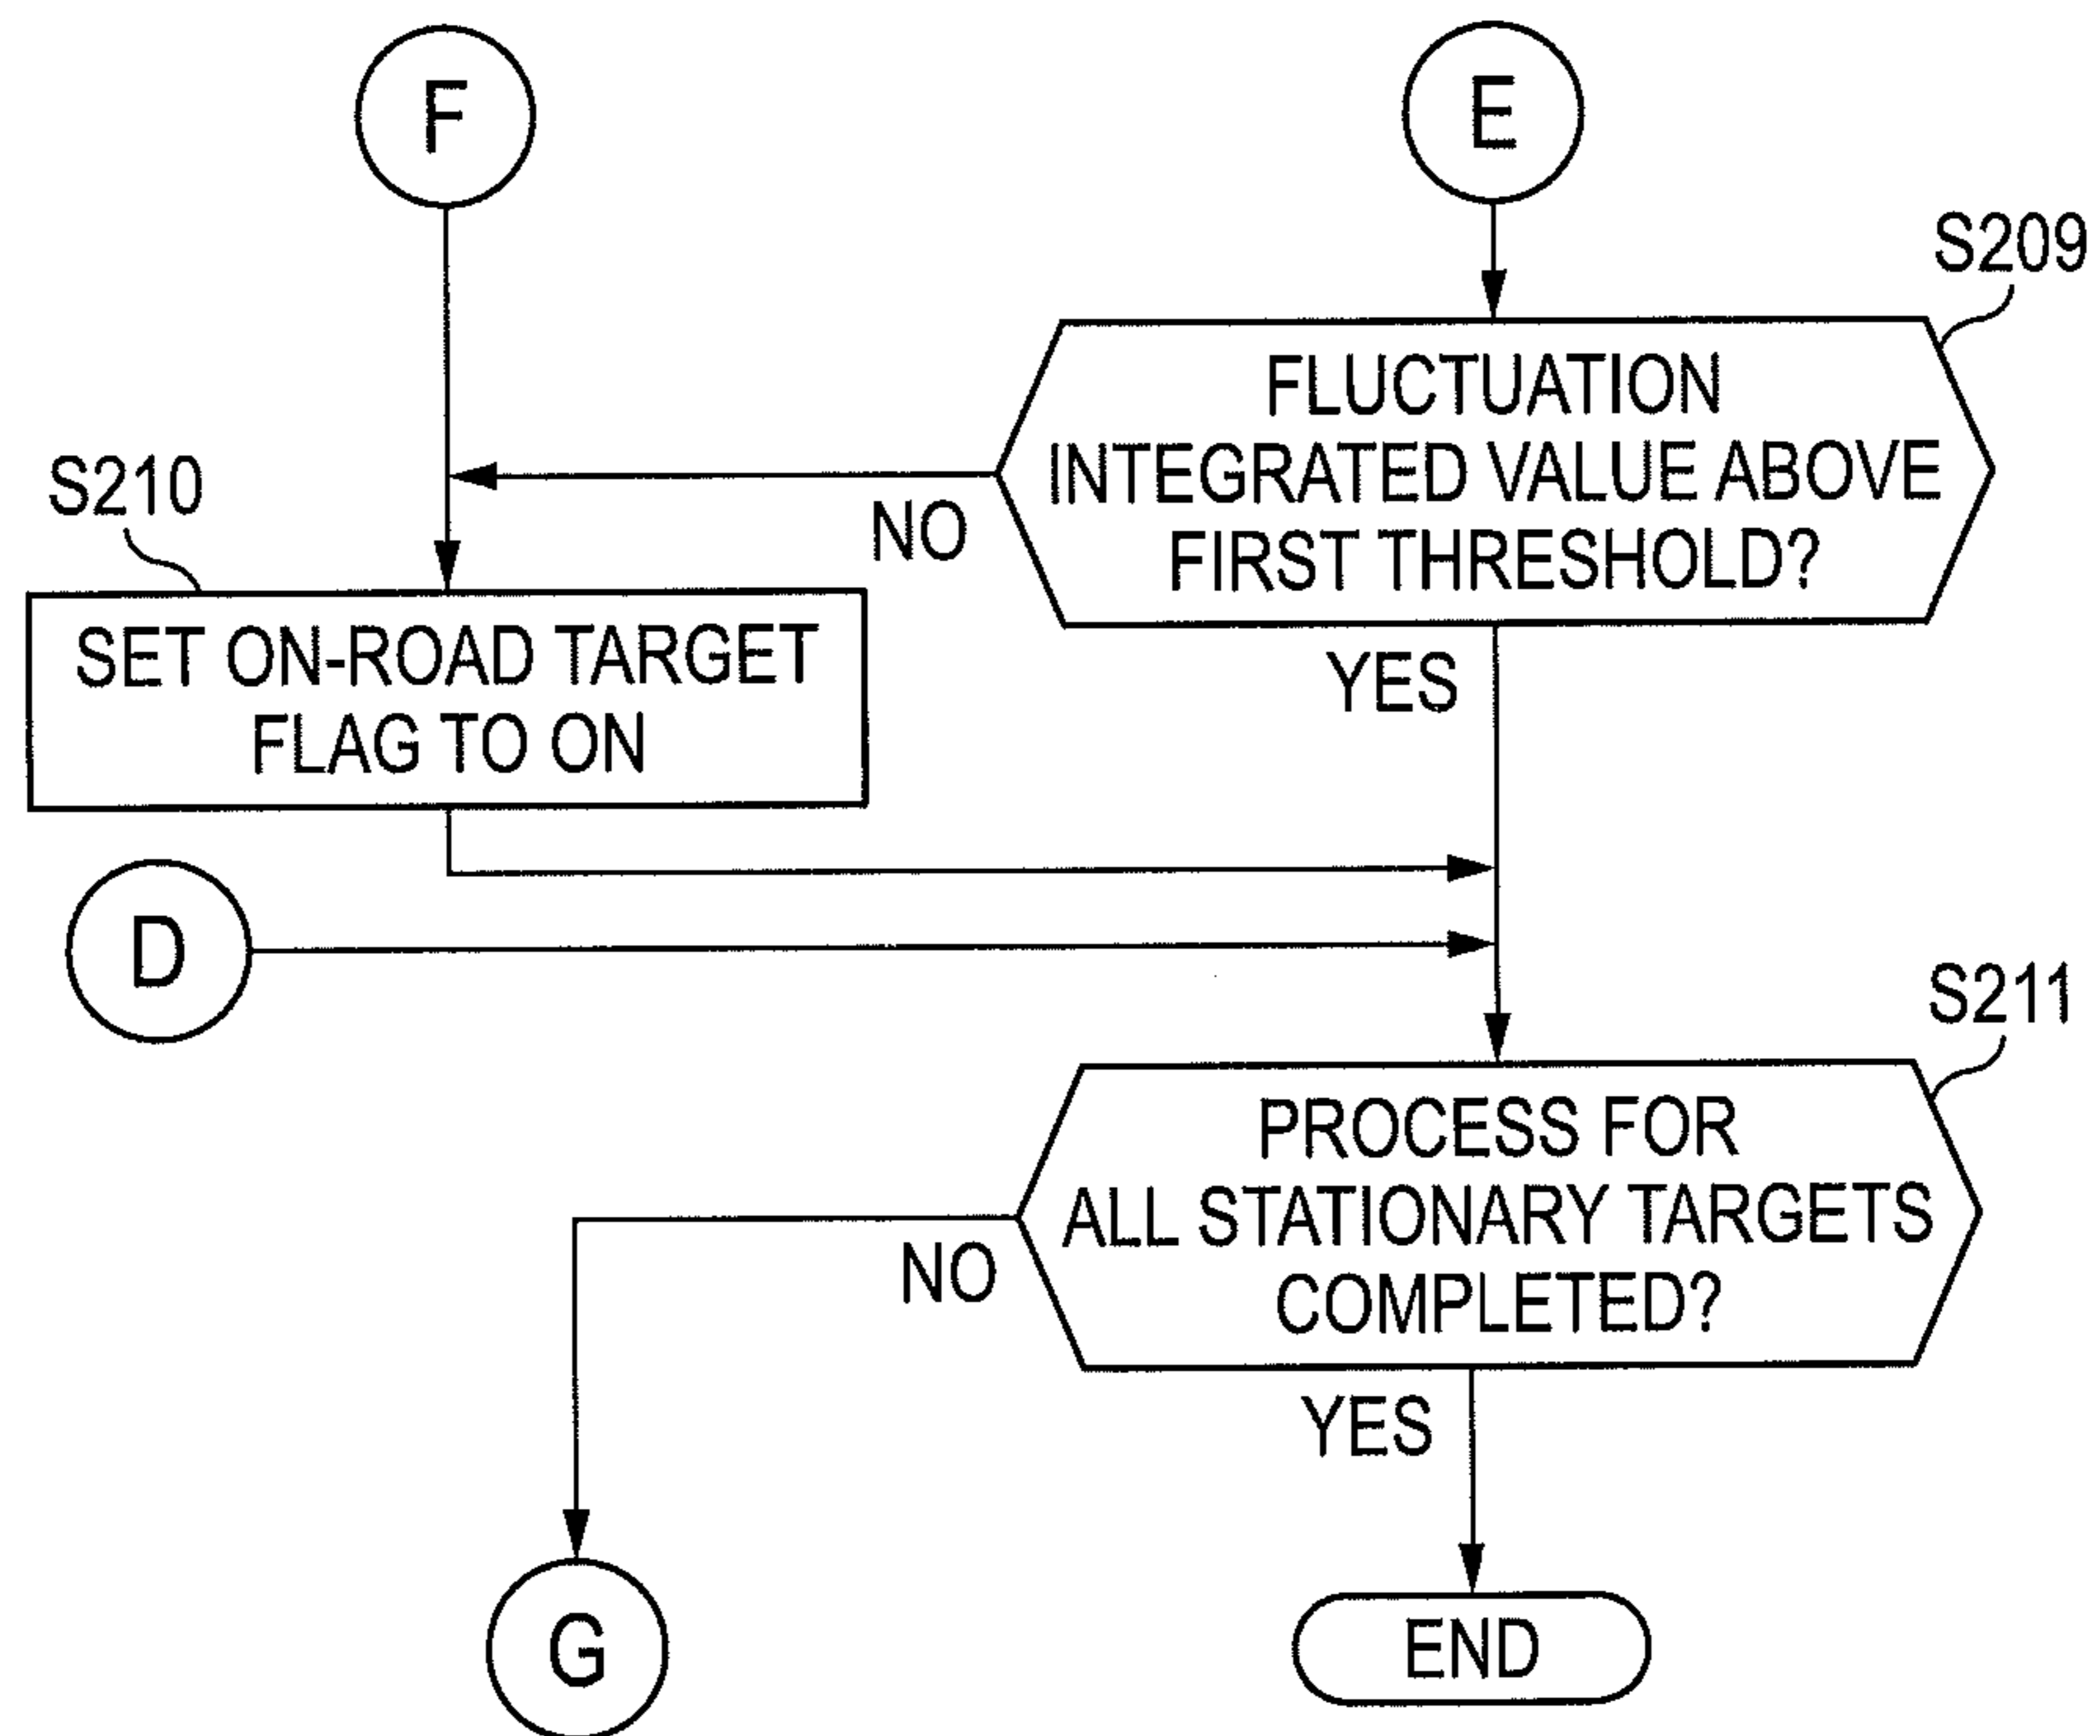 F
E
S209
FLUCTUATION
INTEGRATED VALUE ABOVE
FIRST THRESHOLD?
NO
YES
S210
SET ON-ROAD TARGET
FLAG TO ON
D
S211
PROCESS FOR
ALL STATIONARY TARGETS
COMPLETED?
NO
YES
G
END